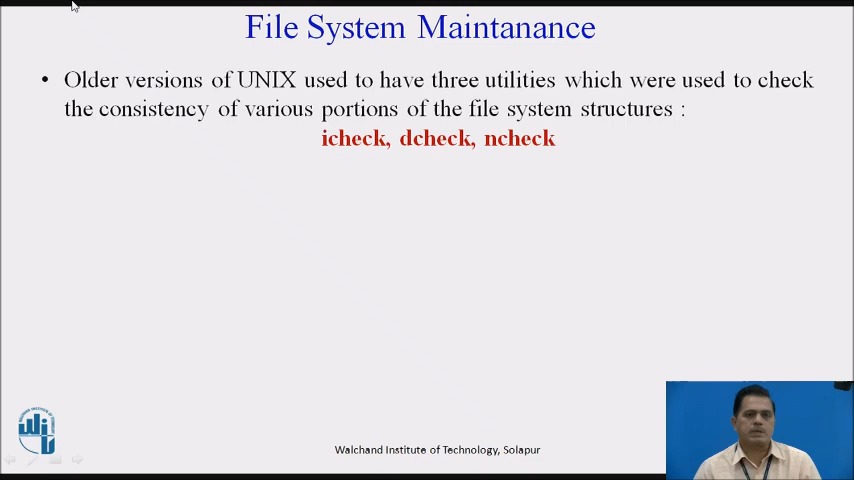 File System Maintanance
• Older versions of UNIX used to have three utilities which were used to check
the consistency of various portions of the file system structures :
icheck, dcheck, ncheck
Walchand Institute of Technology, Solapur